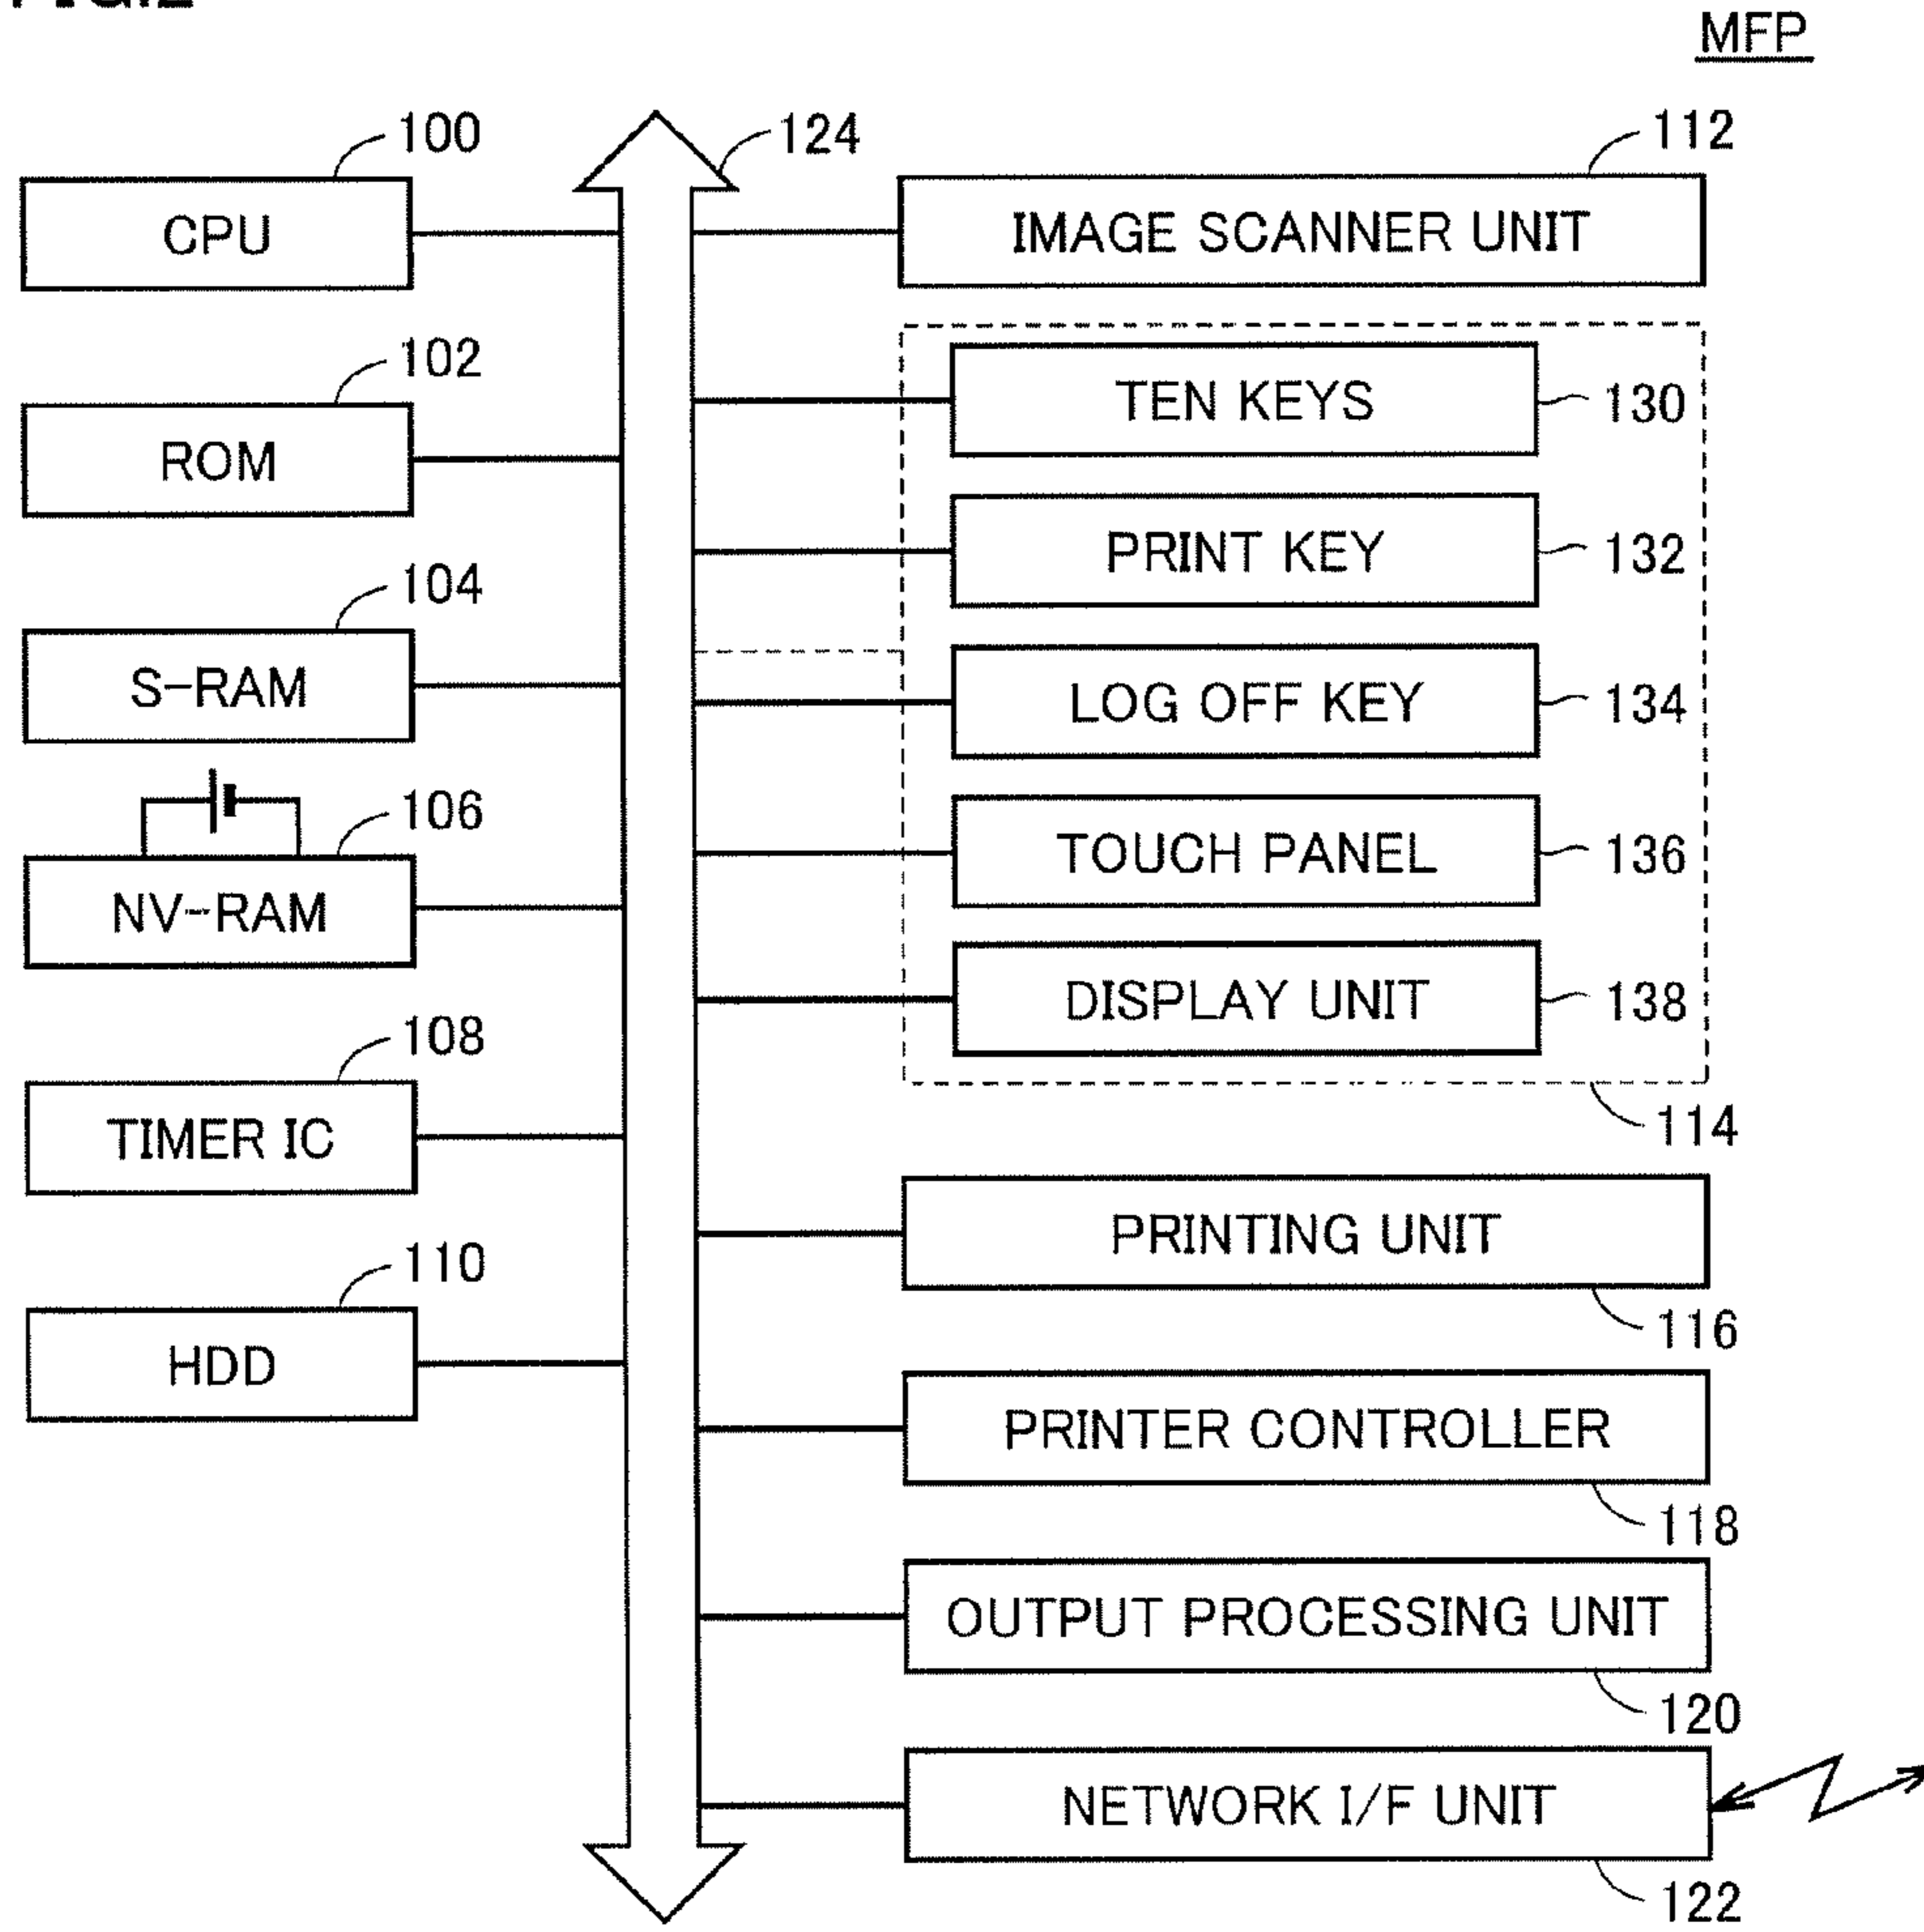 FIG.2
MFP
100
CPU
102
ROM
104
S-RAM
106
NV-RAM
108
TIMER IC
110
HDD
124
112
IMAGE SCANNER UNIT
TEN KEYS 130
PRINT KEY 132
LOG OFF KEY 134
TOUCH PANEL 136
DISPLAY UNIT 138
114
PRINTING UNIT
116
PRINTER CONTROLLER
118
OUTPUT PROCESSING UNIT
120
NETWORK I/F UNIT
122